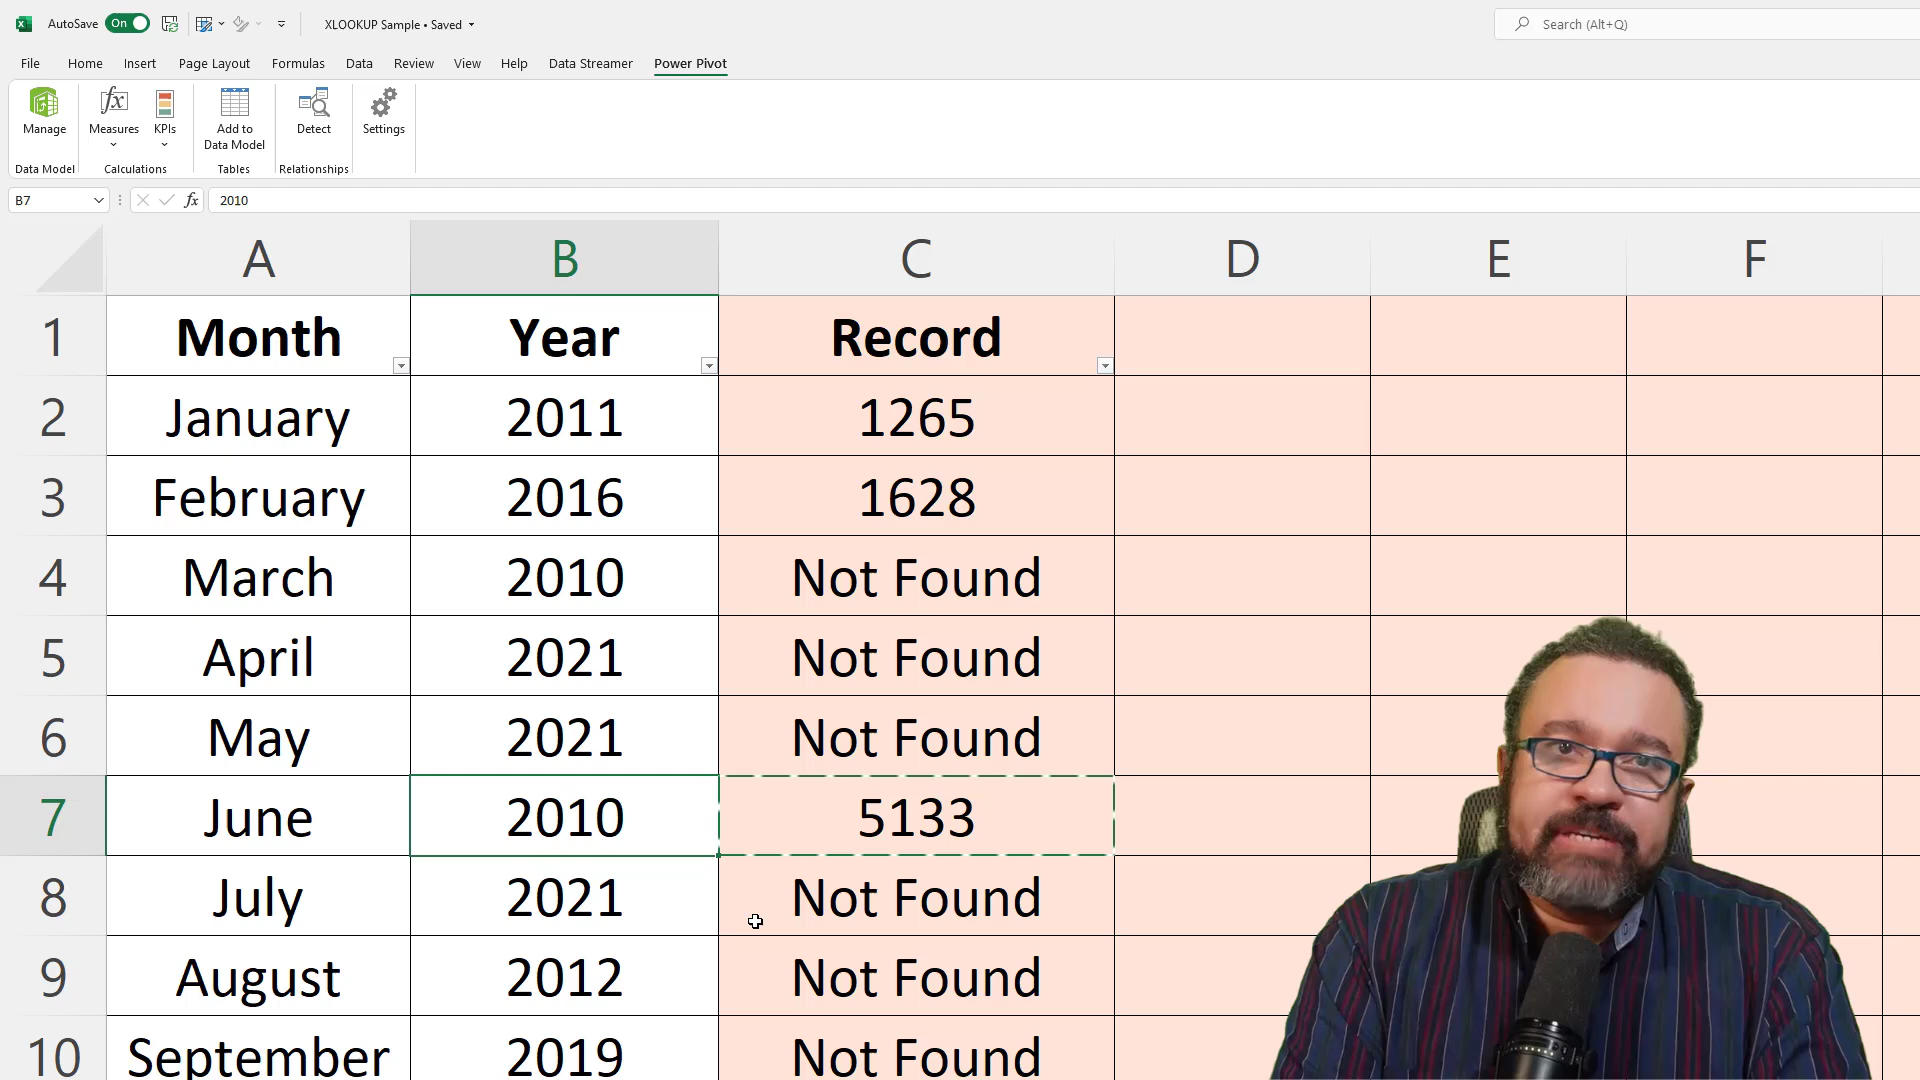 AutoSave On XLOOKUP Sample • Saved Search (Alt+Q)
File Home Insert Page Layout Formulas Data Review View Help Data Streamer Power Pivot
Manage Measures KPIs Add to Data Model Detect Settings
Data Model Calculations Tables Relationships
B7 fx 2010
A B C D E F
1 Month Year Record
2 January 2011 1265
3 February 2016 1628
4 March 2010 Not Found
5 April 2021 Not Found
6 May 2021 Not Found
7 June 2010 5133
8 July 2021 Not Found
9 August 2012 Not Found
10 September 2019 Not Found